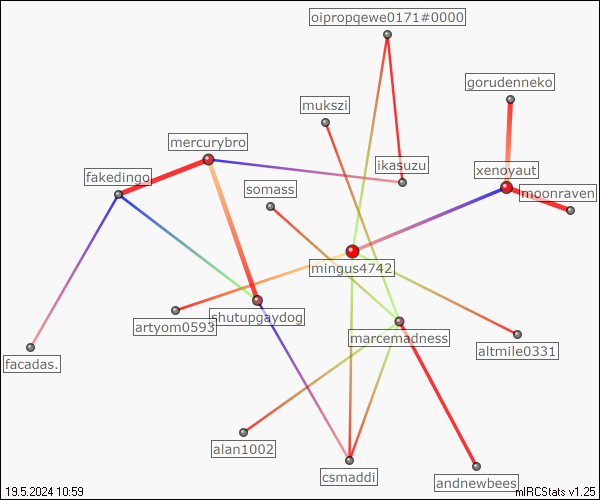 oipropqewe0171#0000
gorudenneko
mukszi
mercurybro
ikasuzu
xenoyaut
fakedingo
somass
moonraven
mingus4742
artyom0593
shutupgaydog
marcemadness
altmile0331
facadas.
alan1002
csmaddi
andnewbees
19.5.2024 10:59
mIRCStats v1.25